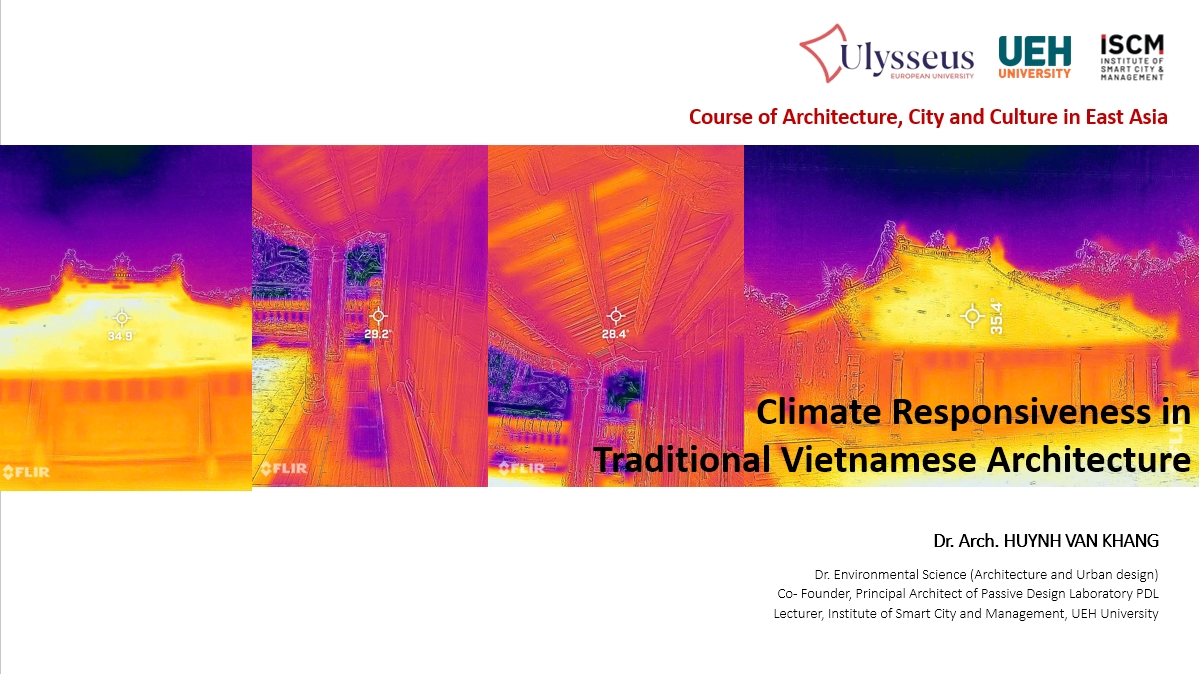 Ulysseus
EUROPEAN UNIVERSITY
UEH
UNIVERSITY
ISCM
INSTITUTE OF
SMART CITY &
MANAGEMENT
Course of Architecture, City and Culture in East Asia
34.9°
29.2°
28.4°
35.4°
FLIR
FLIR
FLIR
Climate Responsiveness in
Traditional Vietnamese Architecture
Dr. Arch. HUYNH VAN KHANG
Dr. Environmental Science (Architecture and Urban design)
Co- Founder, Principal Architect of Passive Design Laboratory PDL
Lecturer, Institute of Smart City and Management, UEH University